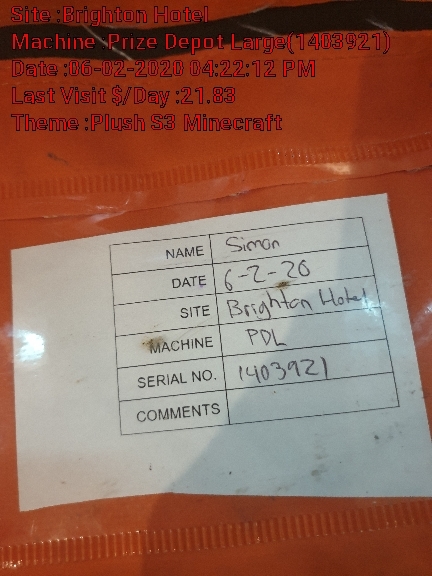 Site :Brighton Hotel
Machine :Prize Depot Large(1403921)
Date :06-02-2020 04:22:12 PM
Last Visit $/Day :21.83
Theme :Plush S3 Minecraft
NAME Simon
DATE 6-2-20
SITE Brighton Hotel
MACHINE PDL
SERIAL NO. 1403921
COMMENTS